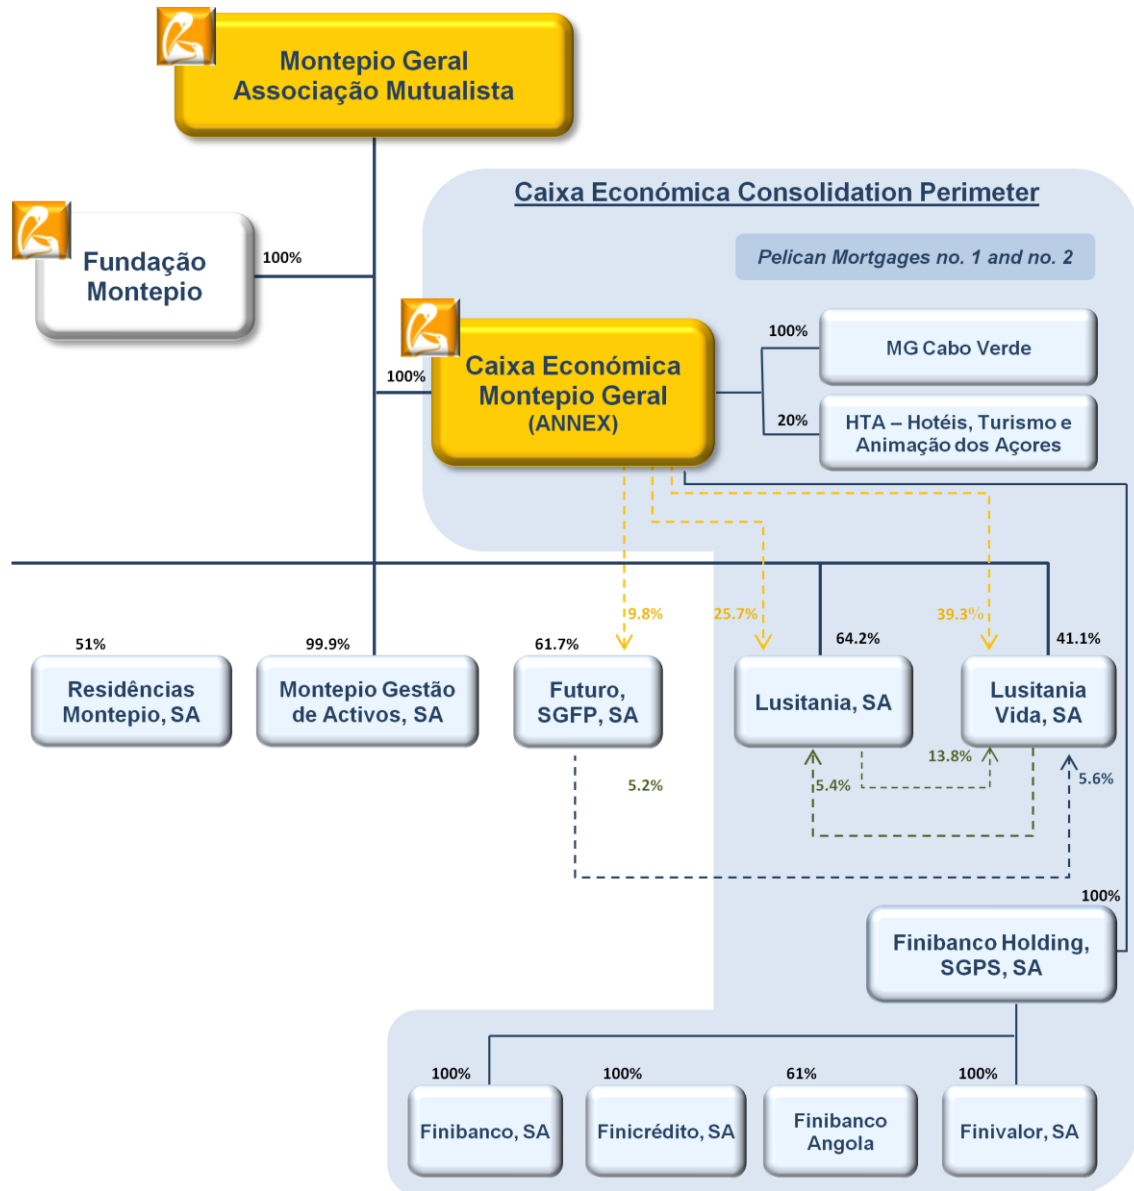 Montepio Geral
Associação Mutualista
Caixa Económica Consolidation Perimeter
Pelican Mortgages no. 1 and no. 2
Fundação
Montepio
100%
100%
Caixa Económica
Montepio Geral
(ANNEX)
100%
MG Cabo Verde
20%
HTA – Hotéis, Turismo e
Animação dos Açores
9.8%
25.7%
39.3%
51%
99.9%
61.7%
64.2%
41.1%
Residências
Montepio, SA
Montepio Gestão
de Activos, SA
Futuro,
SGFP, SA
Lusitania, SA
Lusitania
Vida, SA
5.2%
5.4%
13.8%
5.6%
100%
Finibanco Holding,
SGPS, SA
100%
100%
61%
100%
Finibanco, SA
Finicrédito, SA
Finibanco
Angola
Finivalor, SA